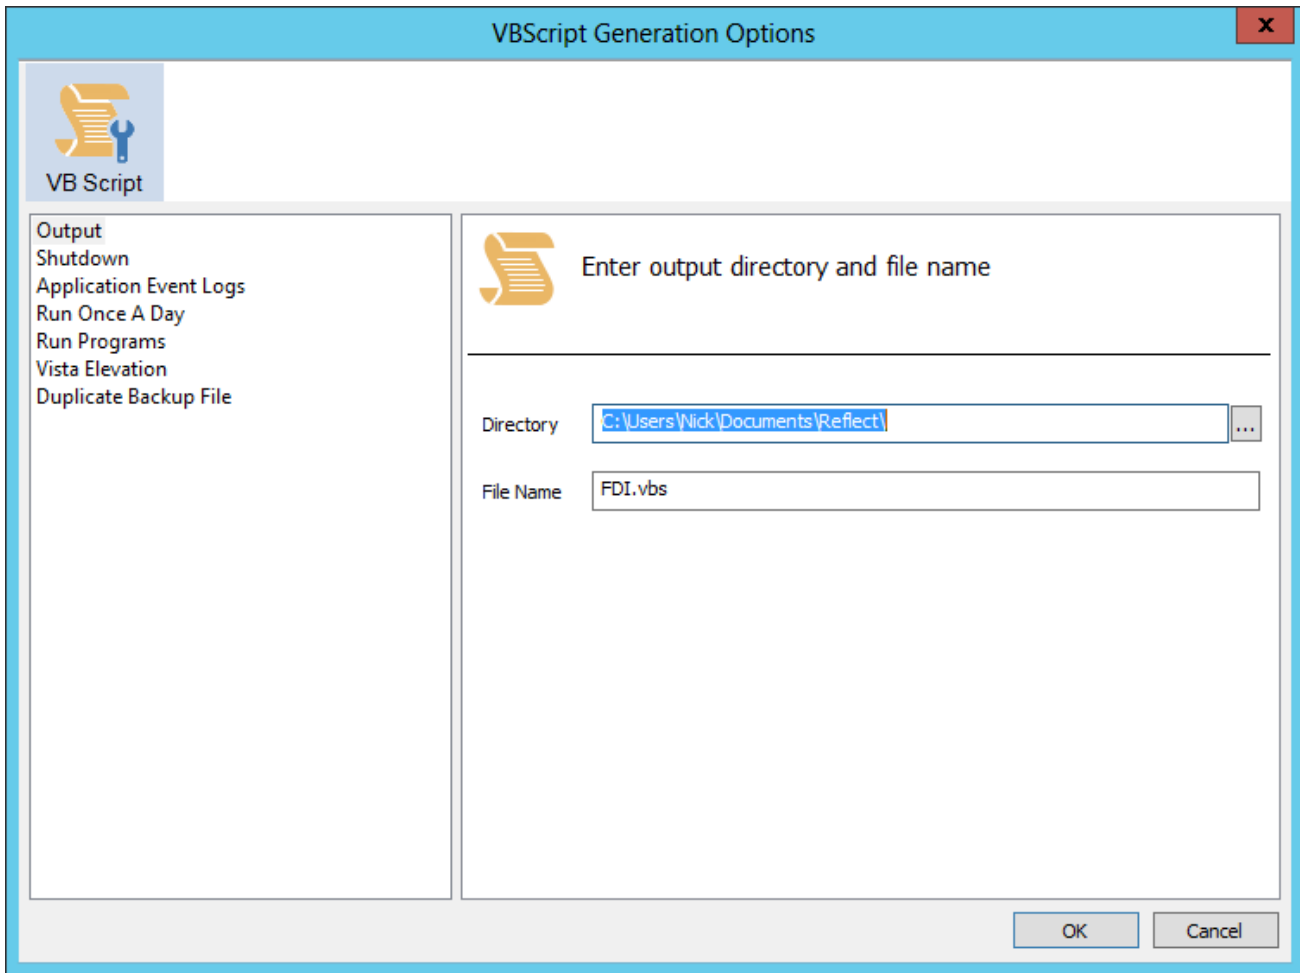 VBScript Generation Options
x
VB Script
Output
Shutdown
Application Event Logs
Run Once A Day
Run Programs
Vista Elevation
Duplicate Backup File
Enter output directory and file name
Directory
C:\Users\Nick\Documents\Reflect\
...
File Name
FDI.vbs
OK
Cancel